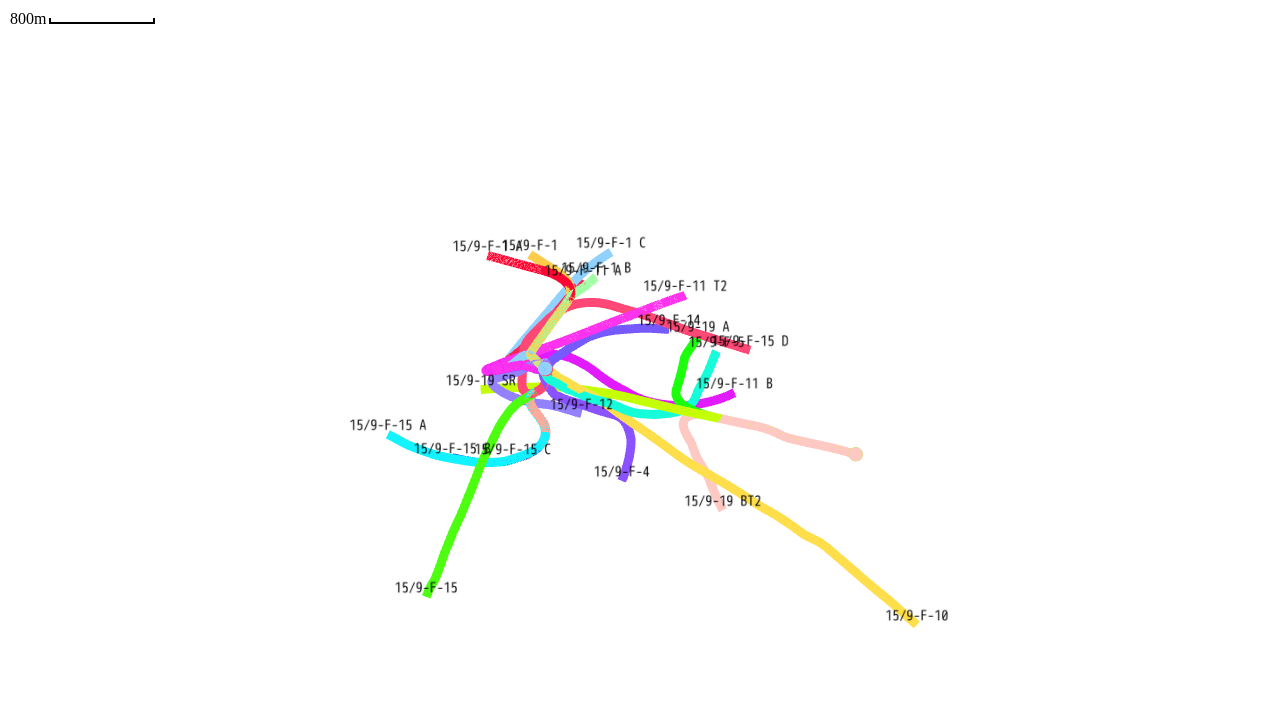 800m
15/9-F-1 C
15/9-F-1 A
15/9-F-1
15/9-F-1 B
15/9-F-11 A
15/9-F-11 T2
15/9-F-14
15/9-19 A
15/9-F-5
15/9-F-15 D
15/9-19 SR
15/9-F-11 B
15/9-F-12
15/9-F-15 A
15/9-F-15 B
15/9-F-15 C
15/9-F-4
15/9-19 BT2
15/9-F-15
15/9-F-10